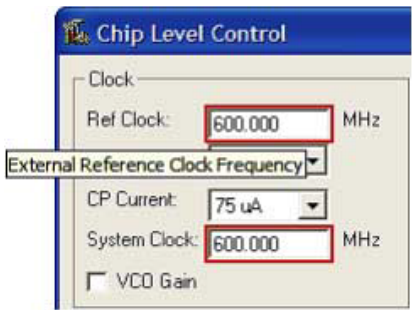 Chip Level Control
Clock
Ref Clock: 600.000 MHz
External Reference Clock Frequency
CP Current: 75 uA
System Clock: 600.000 MHz
VCO Gain